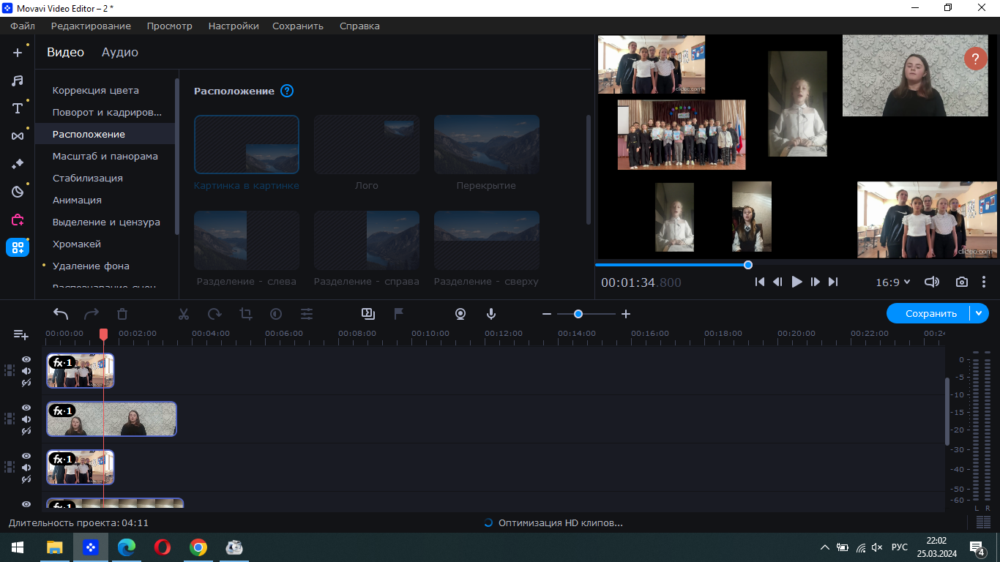 Movavi Video Editor – 2 *
Файл Редактирование Просмотр Настройки Сохранить Справка
Видео Аудио
Коррекция цвета
Поворот и кадриров...
Расположение
Масштаб и панорама
Стабилизация
Анимация
Выделение и цензура
Хромакей
Удаление фона
Расположение ?
Картинка в картинке Лого Перекрытие
Разделение - слева Разделение - справа Разделение - сверху
?
clideo.com
clideo.com
00:01:34.800
16:9
Сохранить
00:00:00 00:02:00 00:04:00 00:06:00 00:08:00 00:10:00 00:12:00 00:14:00 00:16:00 00:18:00 00:20:00 00:22:00 00:24
fx·1
fx·1
fx·1
fx·1
0
-5
-10
-15
-20
-30
-40
-50
-60
L R
Длительность проекта: 04:11
Оптимизация HD клипов...
РУС
22:02
25.03.2024
4